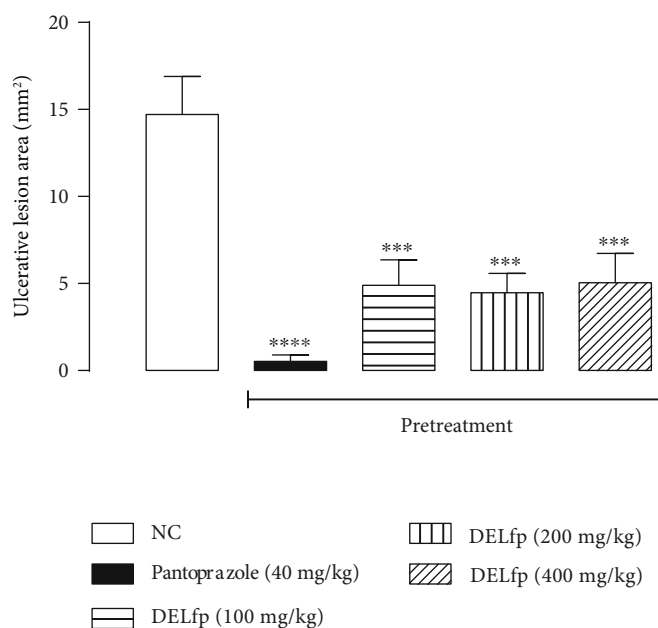 Ulcerative lesion area (mm²)
20
15
10
5
0
****
***
***
***
Pretreatment
NC
Pantoprazole (40 mg/kg)
DELfp (100 mg/kg)
DELfp (200 mg/kg)
DELfp (400 mg/kg)